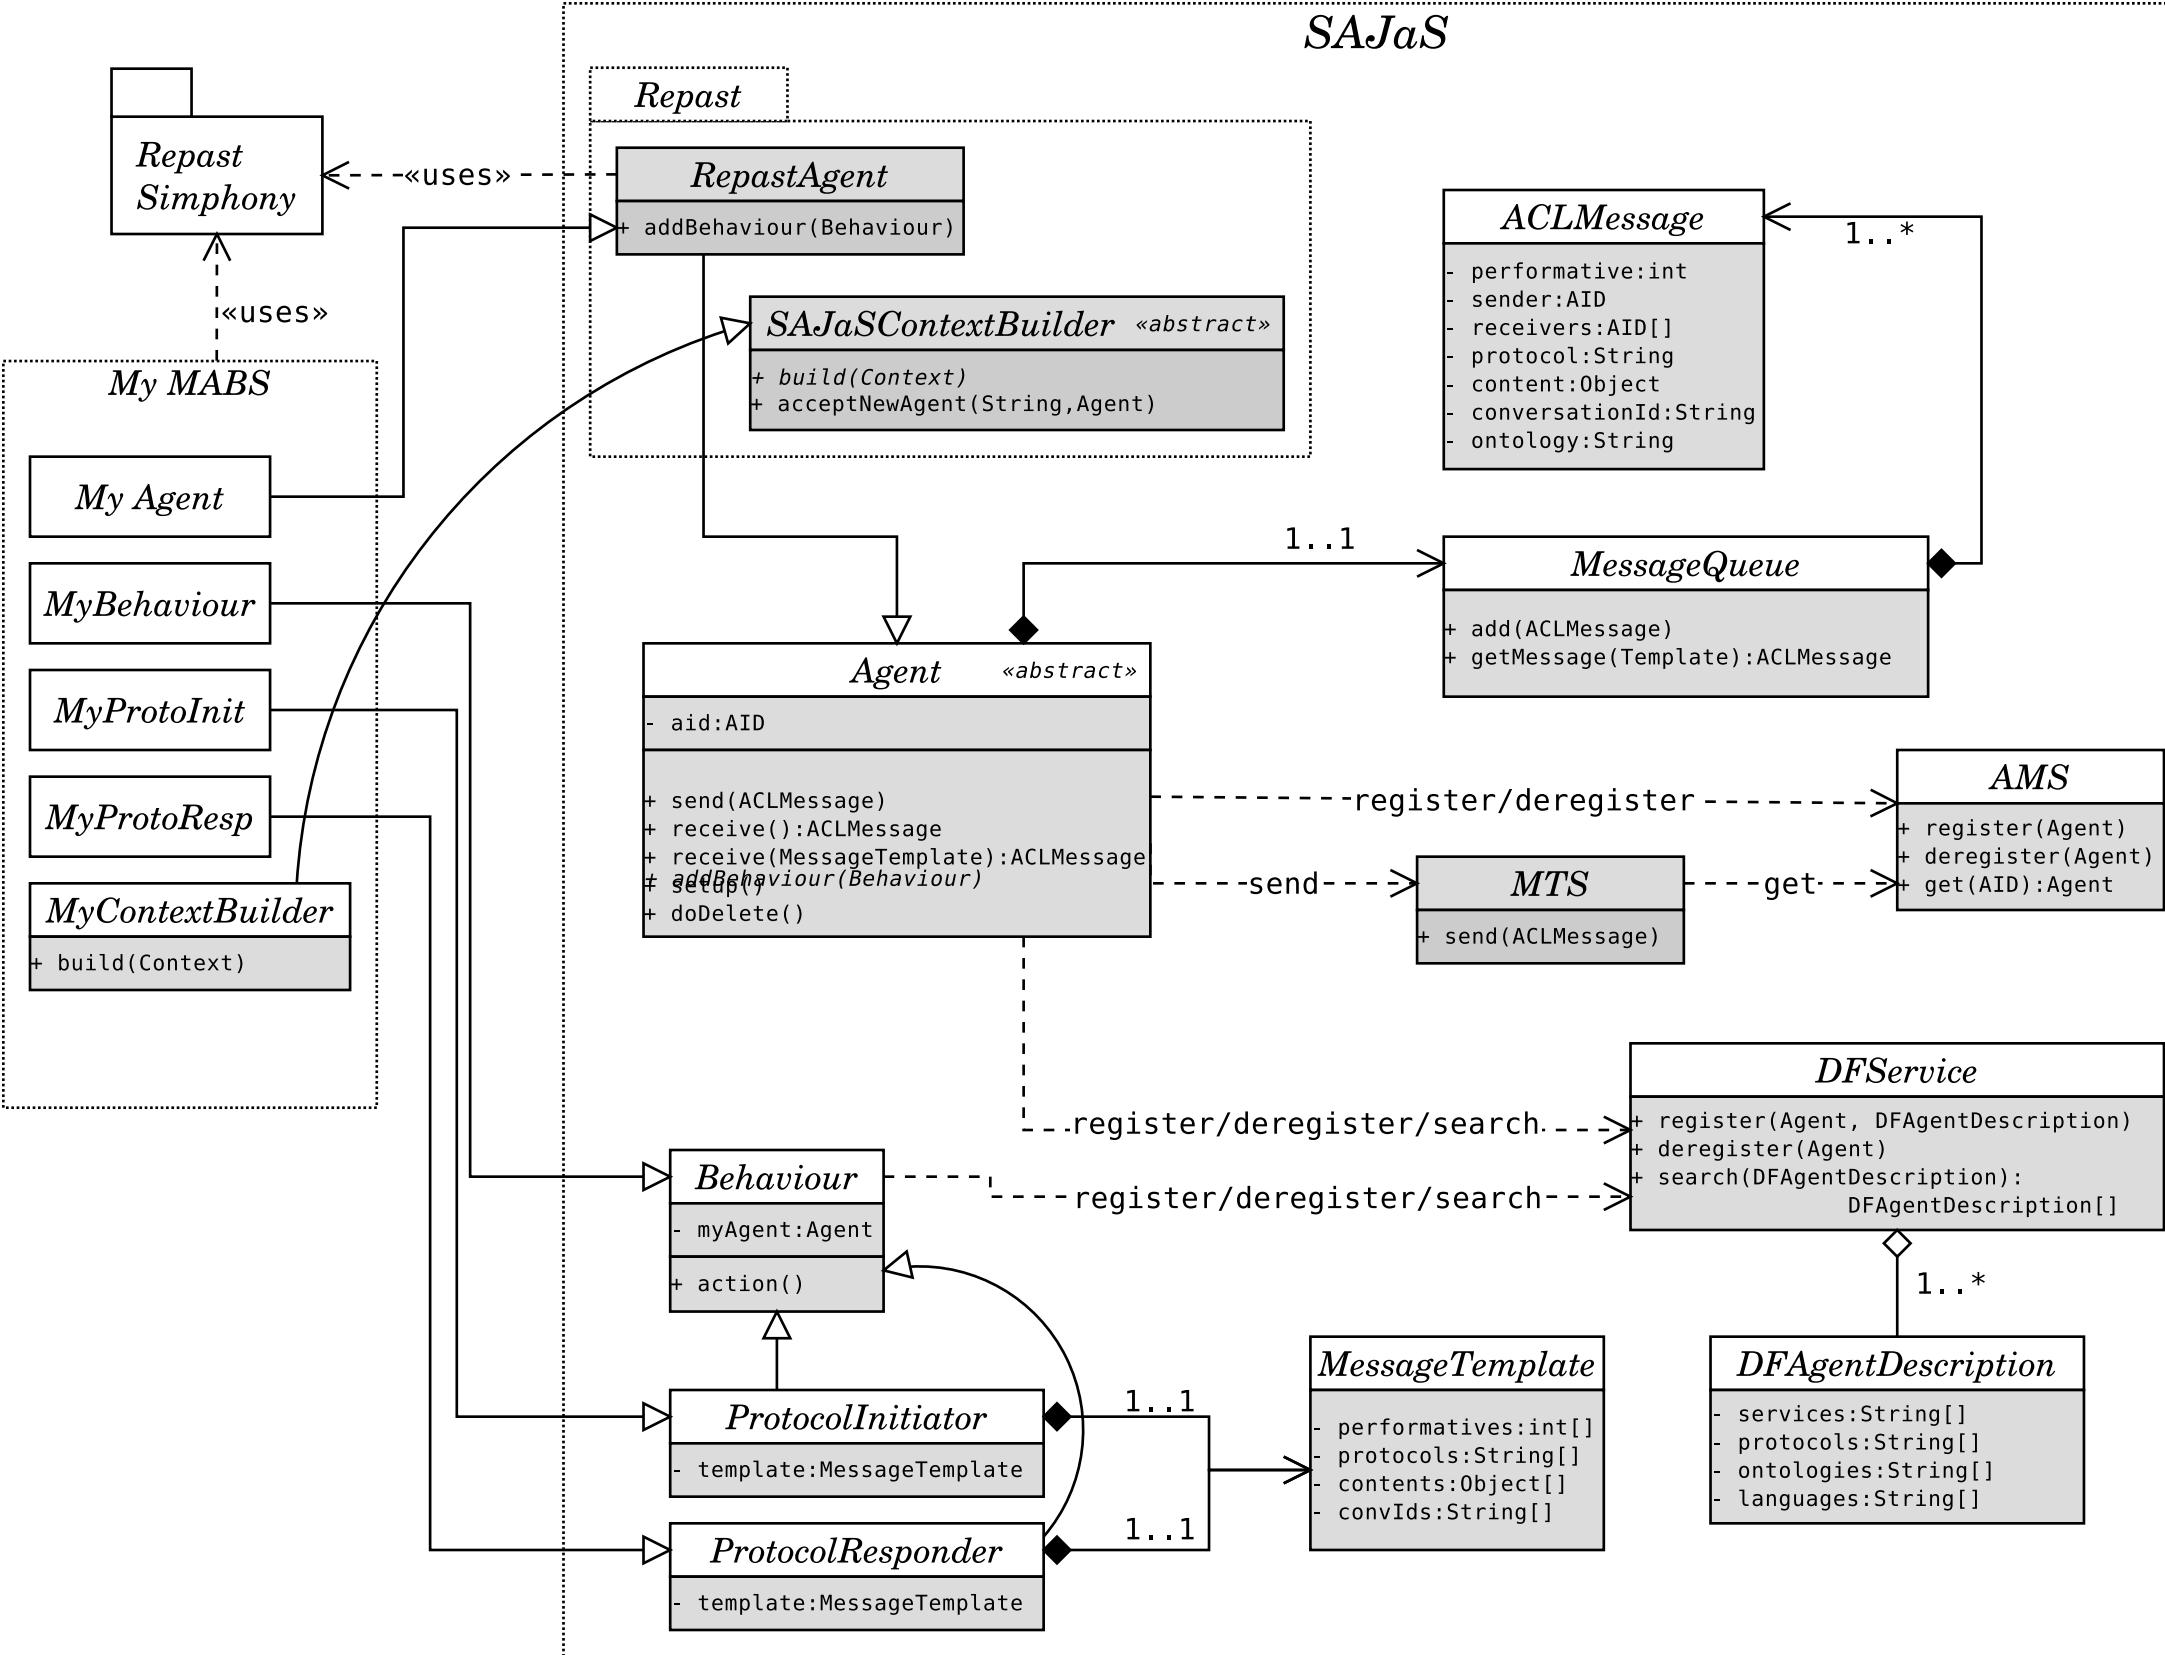 SAJaS
Repast
Simphony
«uses»
«uses»
Repast
RepastAgent
+ addBehaviour(Behaviour)
SAJaSContextBuilder «abstract»
+ build(Context)
+ acceptNewAgent(String,Agent)
My MABS
My Agent
MyBehaviour
MyProtoInit
MyProtoResp
MyContextBuilder
+ build(Context)
ACLMessage
- performative:int
- sender:AID
- receivers:AID[]
- protocol:String
- content:Object
- conversationId:String
- ontology:String
1..*
1..1
MessageQueue
+ add(ACLMessage)
+ getMessage(Template):ACLMessage
Agent «abstract»
- aid:AID
+ send(ACLMessage)
+ receive():ACLMessage
+ receive(MessageTemplate):ACLMessage
+ addBehaviour(Behaviour)
+ setup()
+ doDelete()
register/deregister
send
MTS
+ send(ACLMessage)
get
AMS
+ register(Agent)
+ deregister(Agent)
+ get(AID):Agent
register/deregister/search
register/deregister/search
DFService
+ register(Agent, DFAgentDescription)
+ deregister(Agent)
+ search(DFAgentDescription):
DFAgentDescription[]
1..*
DFAgentDescription
- services:String[]
- protocols:String[]
- ontologies:String[]
- languages:String[]
Behaviour
- myAgent:Agent
+ action()
ProtocolInitiator
- template:MessageTemplate
1..1
ProtocolResponder
- template:MessageTemplate
1..1
MessageTemplate
- performatives:int[]
- protocols:String[]
- contents:Object[]
- convIds:String[]